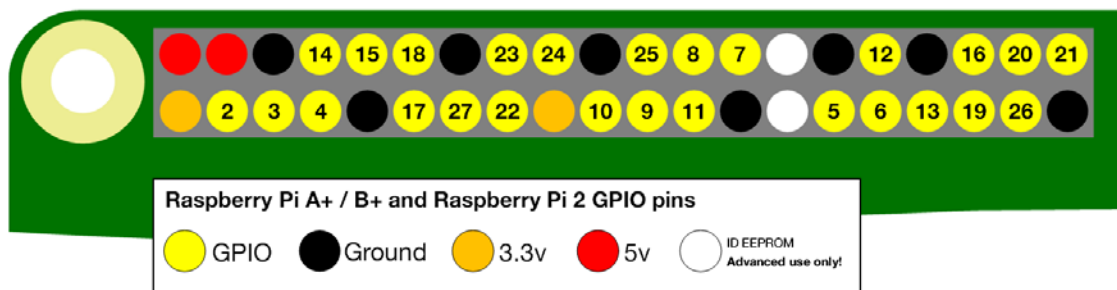 14 15 18 23 24 25 8 7 12 16 20 21
2 3 4 17 27 22 10 9 11 5 6 13 19 26
Raspberry Pi A+ / B+ and Raspberry Pi 2 GPIO pins
GPIO Ground 3.3v 5v ID EEPROM
Advanced use only!